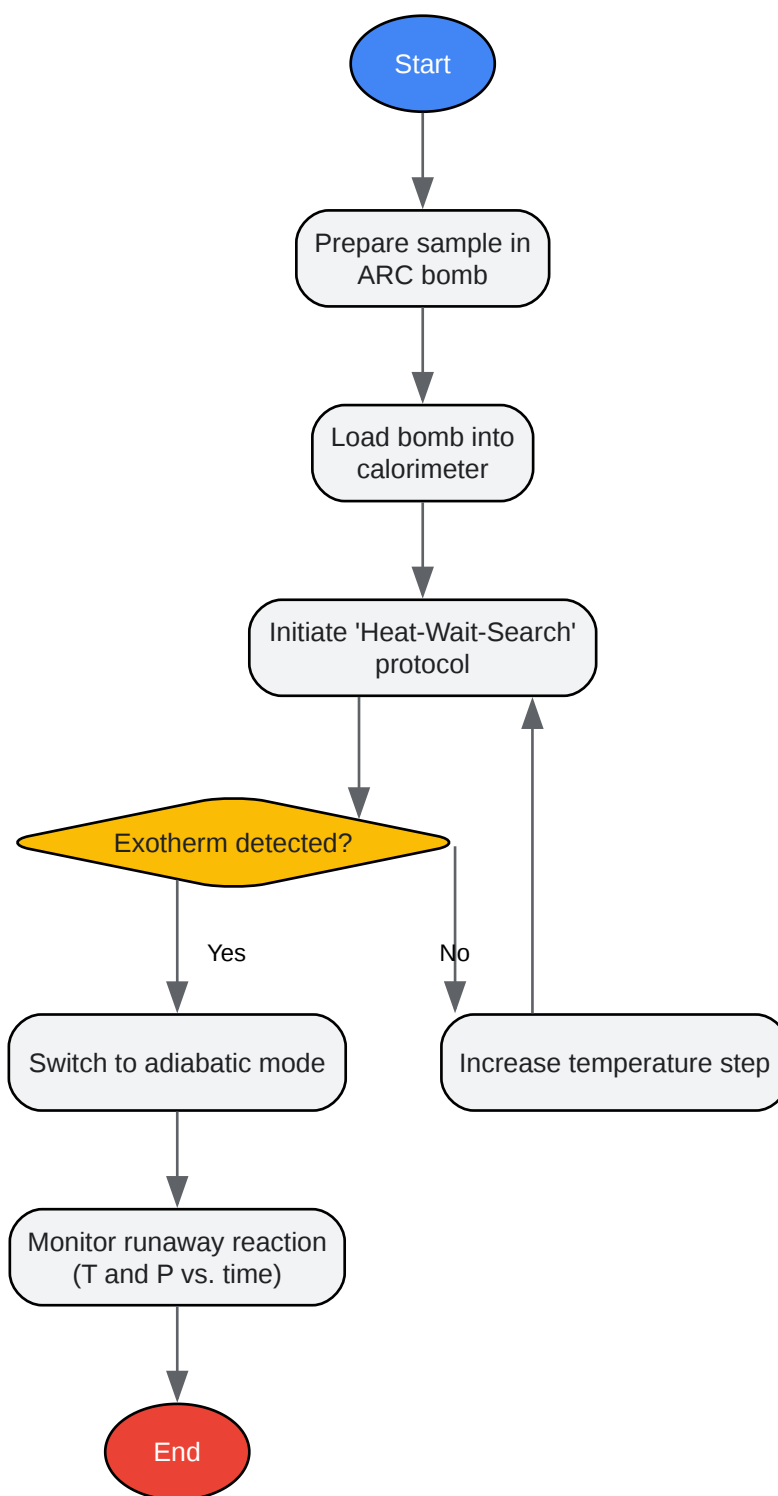 Start
Prepare sample in
ARC bomb
Load bomb into
calorimeter
Initiate 'Heat-Wait-Search'
protocol
Exotherm detected?
Yes
No
Switch to adiabatic mode
Increase temperature step
Monitor runaway reaction
(T and P vs. time)
End